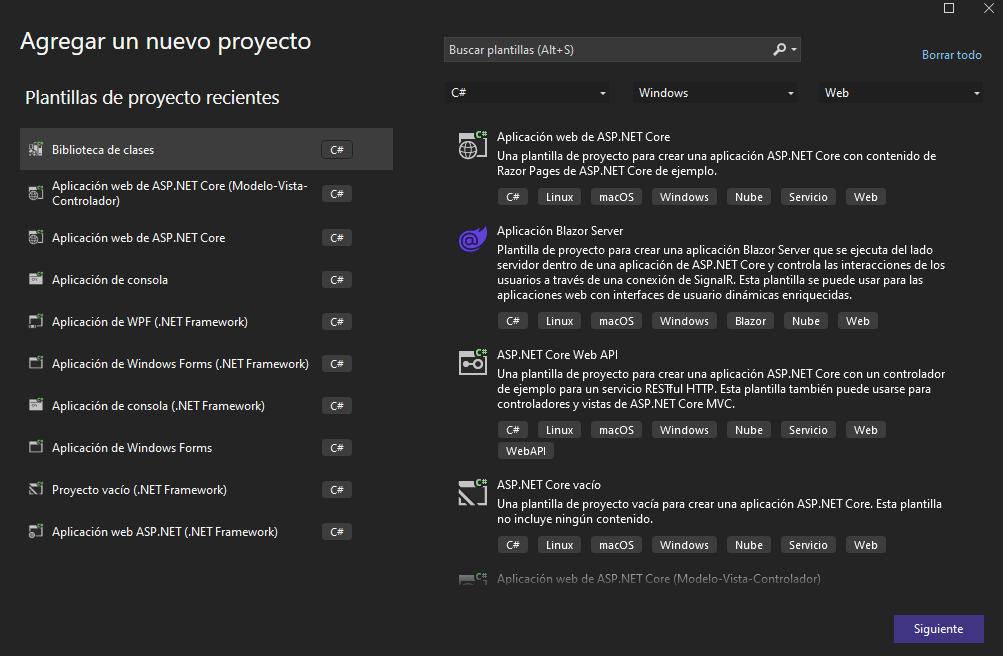 Agregar un nuevo proyecto
Buscar plantillas (Alt+S)
Borrar todo
Plantillas de proyecto recientes
C#
Windows
Web
Biblioteca de clases
C#
Aplicación web de ASP.NET Core (Modelo-Vista-
Controlador)
C#
Aplicación web de ASP.NET Core
C#
Aplicación de consola
C#
Aplicación de WPF (.NET Framework)
C#
Aplicación de Windows Forms (.NET Framework)
C#
Aplicación de consola (.NET Framework)
C#
Aplicación de Windows Forms
C#
Proyecto vacío (.NET Framework)
C#
Aplicación web ASP.NET (.NET Framework)
C#
Aplicación web de ASP.NET Core
Una plantilla de proyecto para crear una aplicación ASP.NET Core con contenido de
Razor Pages de ASP.NET Core de ejemplo.
C# Linux macOS Windows Nube Servicio Web
Aplicación Blazor Server
Plantilla de proyecto para crear una aplicación Blazor Server que se ejecuta del lado
servidor dentro de una aplicación de ASP.NET Core y controla las interacciones de los
usuarios a través de una conexión de SignalR. Esta plantilla se puede usar para las
aplicaciones web con interfaces de usuario dinámicas enriquecidas.
C# Linux macOS Windows Blazor Nube Web
ASP.NET Core Web API
Una plantilla de proyecto para crear una aplicación ASP.NET Core con un controlador
de ejemplo para un servicio RESTful HTTP. Esta plantilla también puede usarse para
controladores y vistas de ASP.NET Core MVC.
C# Linux macOS Windows Nube Servicio Web
WebAPI
ASP.NET Core vacío
Una plantilla de proyecto vacía para crear una aplicación ASP.NET Core. Esta plantilla
no incluye ningún contenido.
C# Linux macOS Windows Nube Servicio Web
Aplicación web de ASP.NET Core (Modelo-Vista-Controlador)
Siguiente